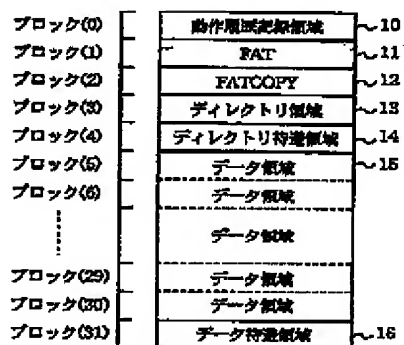 ブロック(0) 動作履歴記録領域 10
ブロック(1) FAT 11
ブロック(2) FATCOPY 12
ブロック(3) ディレクトリ領域 13
ブロック(4) ディレクトリ待避領域 14
ブロック(5) データ領域 15
ブロック(6) データ領域
データ領域
ブロック(29) データ領域
ブロック(30) データ領域
ブロック(31) データ待避領域 16